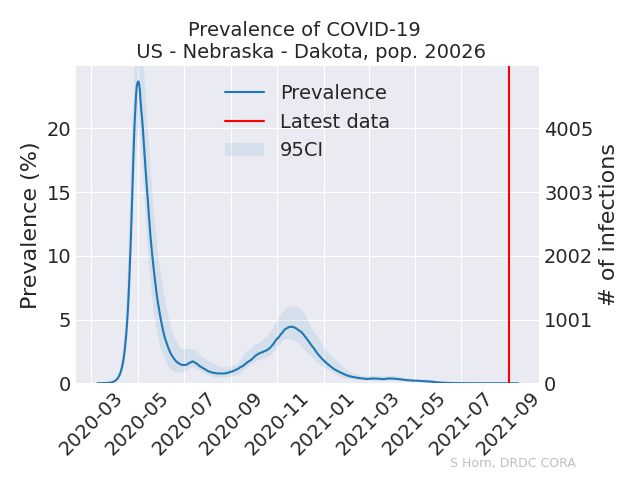 Prevalence of COVID-19
US - Nebraska - Dakota, pop. 20026
Prevalence
Latest data
95CI
Prevalence (%)
20
15
10
5
0
# of infections
4005
3003
2002
1001
0
2020-03
2020-05
2020-07
2020-09
2020-11
2021-01
2021-03
2021-05
2021-07
2021-09
S Horn, DRDC CORA